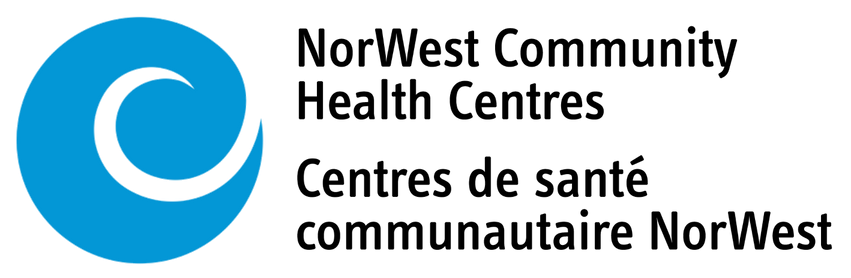 NorWest Community
Health Centres
Centres de santé
communautaire NorWest